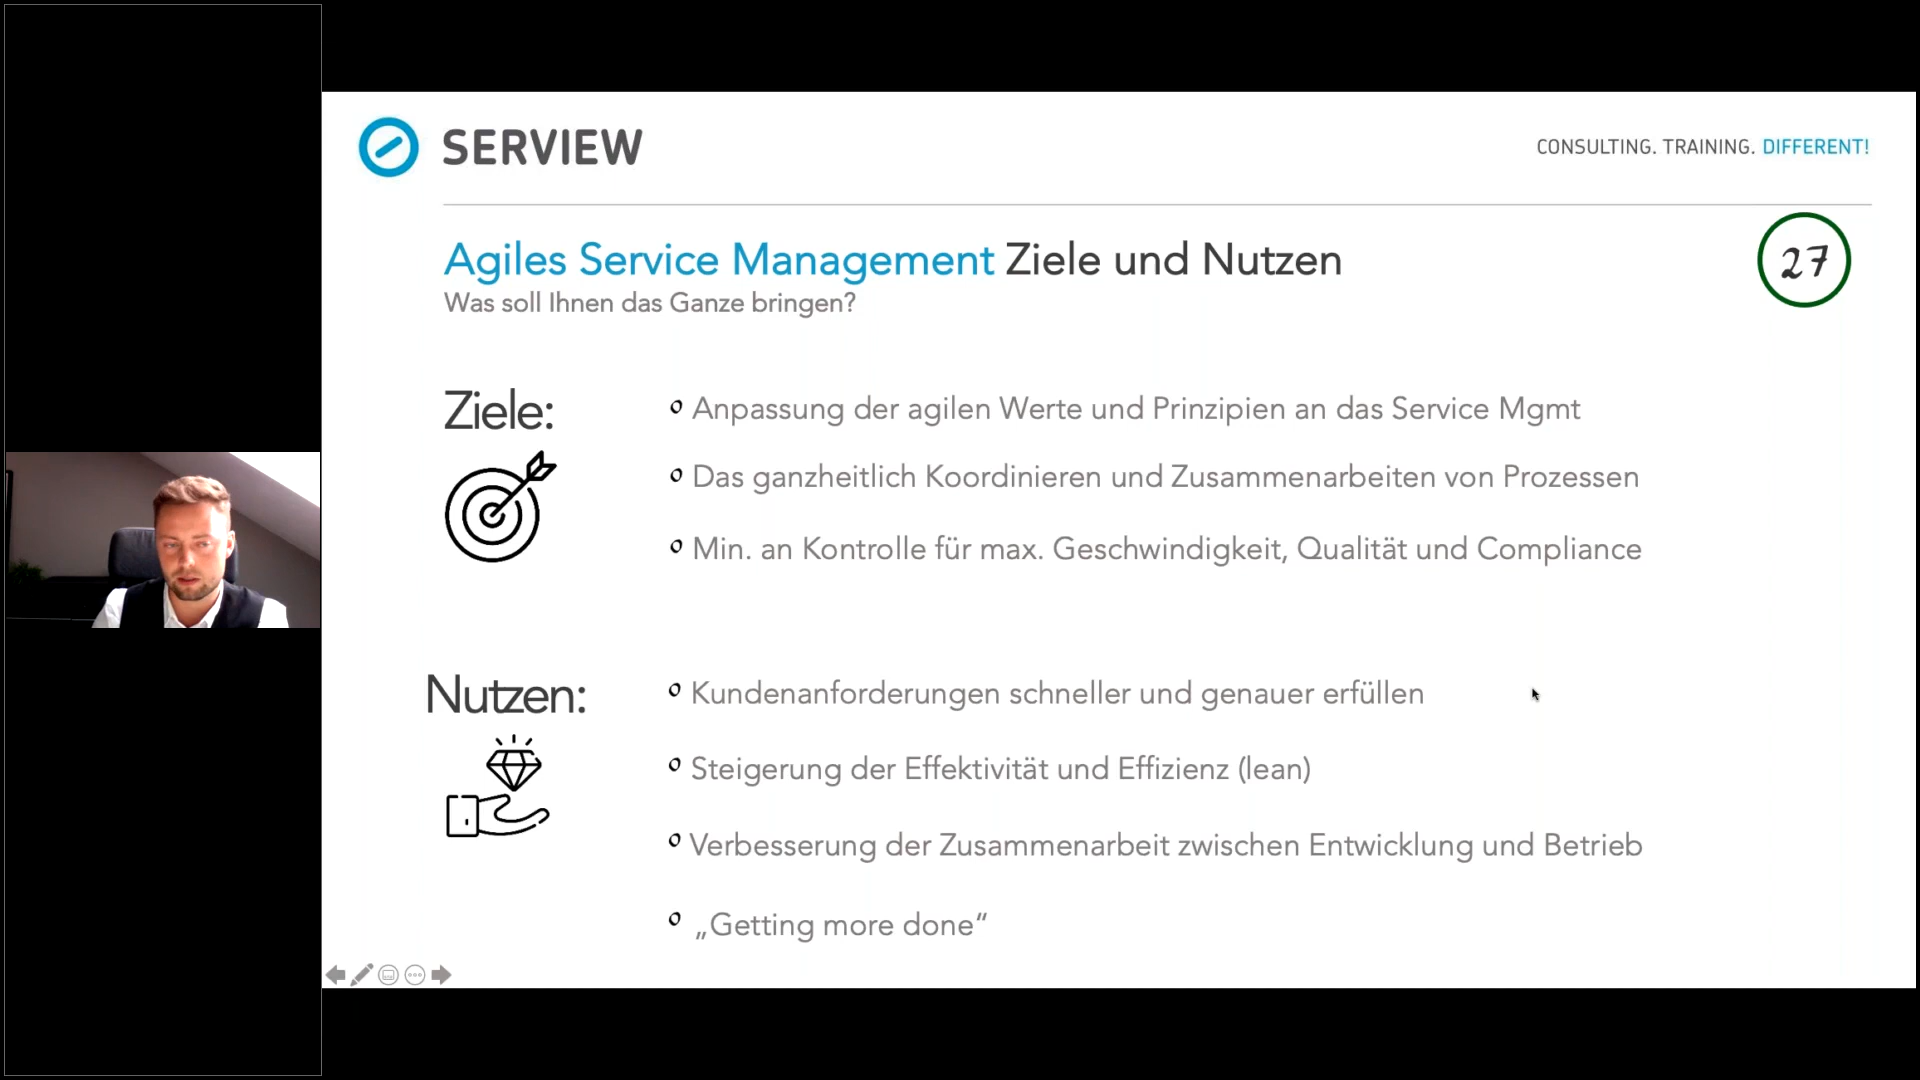 SERVIEW
CONSULTING. TRAINING. DIFFERENT!
Agiles Service Management Ziele und Nutzen
27
Was soll Ihnen das Ganze bringen?
Ziele:
Anpassung der agilen Werte und Prinzipien an das Service Mgmt
Das ganzheitlich Koordinieren und Zusammenarbeiten von Prozessen
Min. an Kontrolle für max. Geschwindigkeit, Qualität und Compliance
Nutzen:
Kundenanforderungen schneller und genauer erfüllen
Steigerung der Effektivität und Effizienz (lean)
Verbesserung der Zusammenarbeit zwischen Entwicklung und Betrieb
„Getting more done“